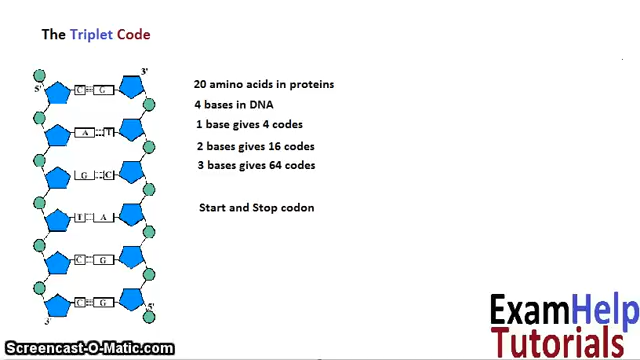 The Triplet Code
3'
5'
C G
A T
G C
T A
C G
C G
5'
3'
20 amino acids in proteins
4 bases in DNA
1 base gives 4 codes
2 bases gives 16 codes
3 bases gives 64 codes
Start and Stop codon
ExamHelp
Tutorials
Screencast-O-Matic.com